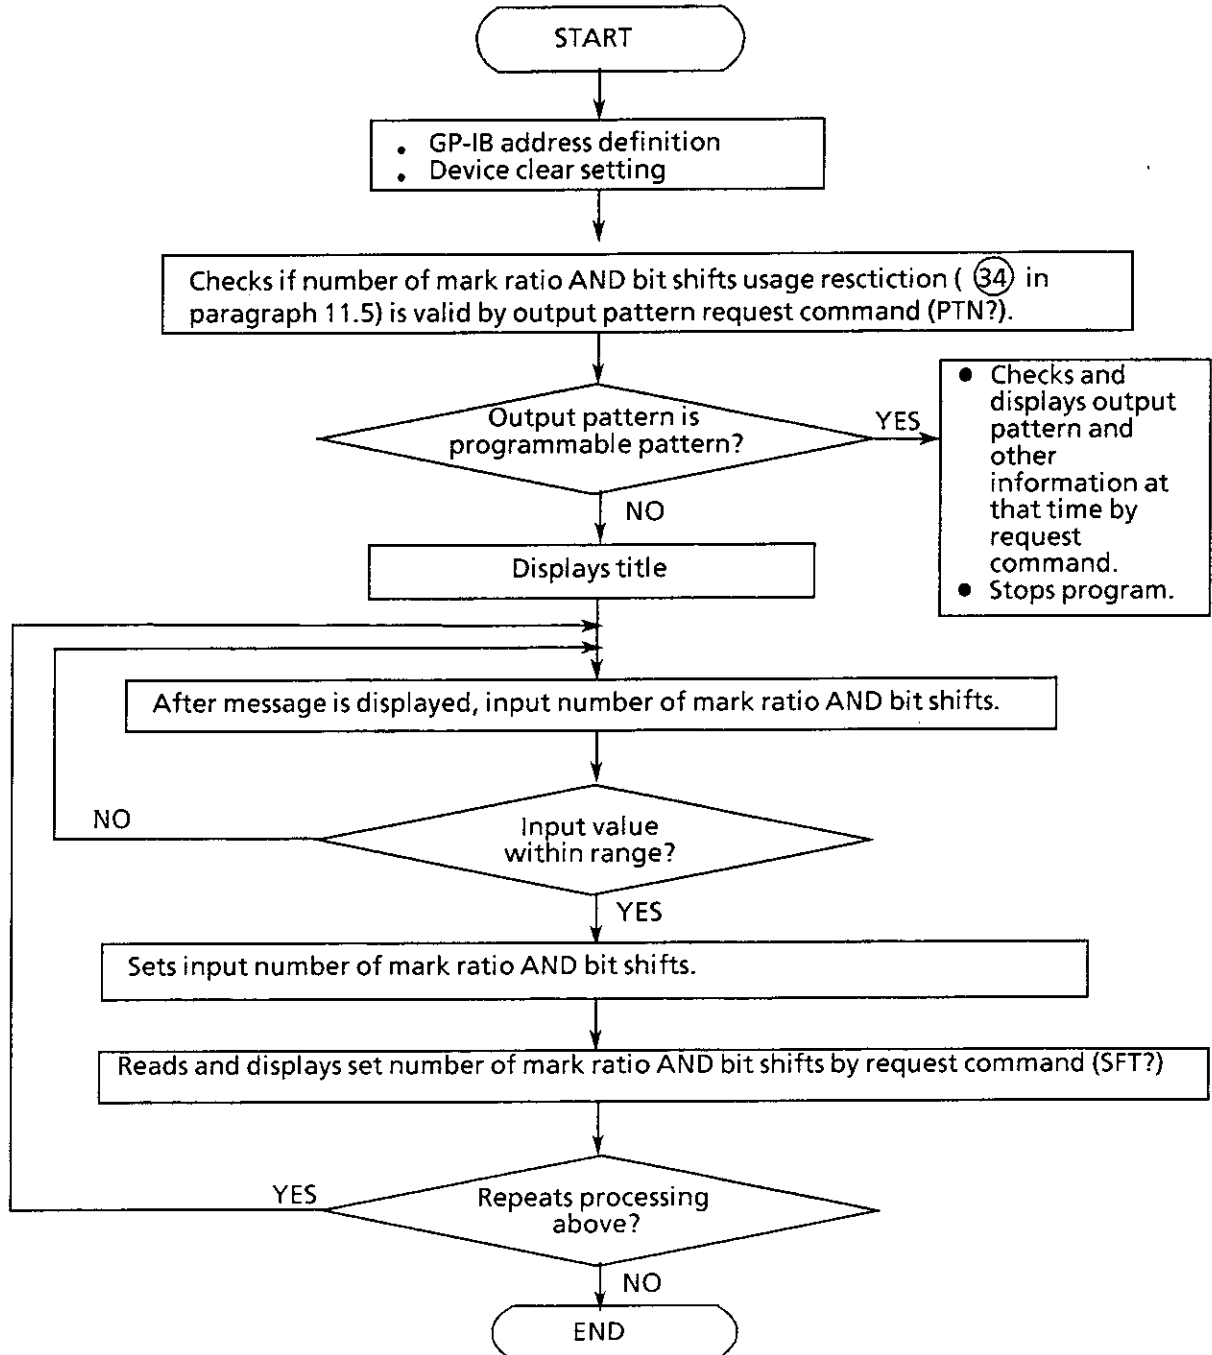 START
• GP-IB address definition
• Device clear setting
Checks if number of mark ratio AND bit shifts usage resctiction ( 34 in
paragraph 11.5) is valid by output pattern request command (PTN?).
Output pattern is
programmable pattern?
YES
● Checks and
displays output
pattern and
other
information at
that time by
request
command.
● Stops program.
NO
Displays title
After message is displayed, input number of mark ratio AND bit shifts.
NO
Input value
within range?
YES
Sets input number of mark ratio AND bit shifts.
Reads and displays set number of mark ratio AND bit shifts by request command (SFT?)
YES
Repeats processing
above?
NO
END